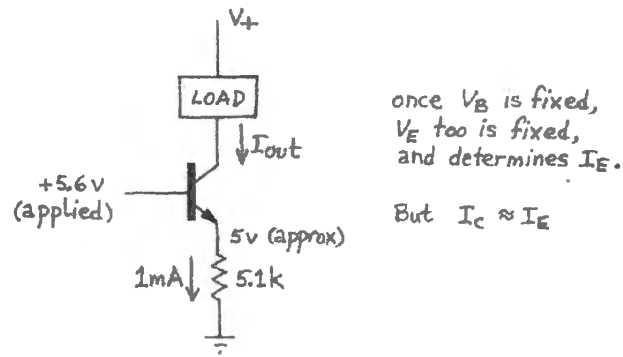 V+
LOAD
Iout
+5.6v
(applied)
5v (approx)
1mA
5.1k
once VB is fixed,
VE too is fixed,
and determines IE.
But IC ≈ IE